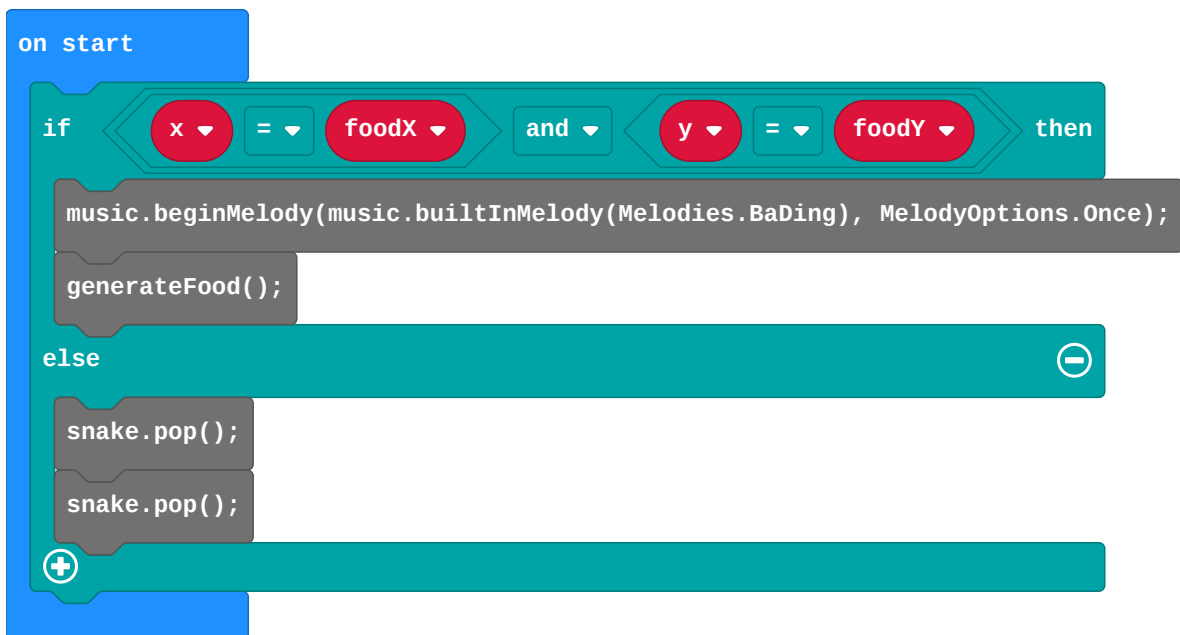 on start
if x = foodX and y = foodY then
music.beginMelody(music.builtInMelody(Melodies.BaDing), MelodyOptions.Once);
generateFood();
else
snake.pop();
snake.pop();